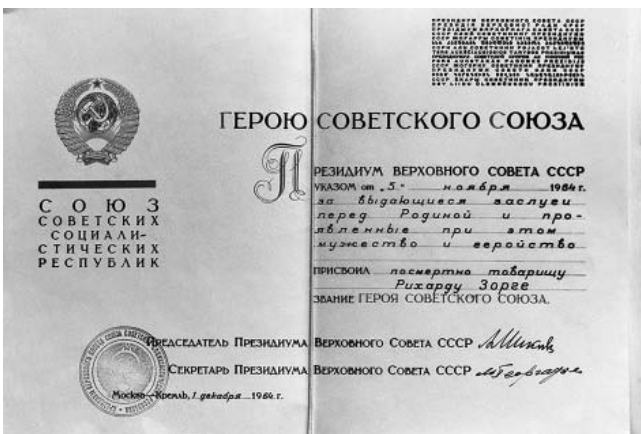 ГЕРОЮ СОВЕТСКОГО СОЮЗА
СОЮЗ
СОВЕТСКИХ
СОЦИАЛИ-
СТИЧЕСКИХ
РЕСПУБЛИК
ПРЕЗИДИУМ ВЕРХОВНОГО СОВЕТА СССР
УКАЗОМ от „5“ ноября 1964 г.
за выдающиеся заслуги
перед Родиной и про-
явленные при этом
мужество и геройство
ПРИСВОИЛ посмертно товарищу
Рихарду Зорге
ЗВАНИЕ ГЕРОЯ СОВЕТСКОГО СОЮЗА.
ПРЕДСЕДАТЕЛЬ ПРЕЗИДИУМА ВЕРХОВНОГО СОВЕТА СССР
СЕКРЕТАРЬ ПРЕЗИДИУМА ВЕРХОВНОГО СОВЕТА СССР
Москва—Кремль, 1 декабря 1964 г.